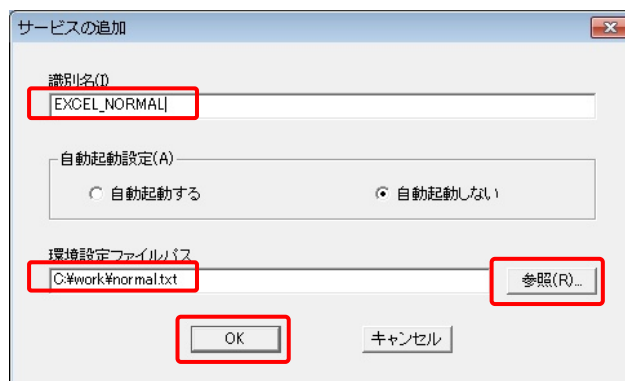 サービスの追加
識別名(I)
EXCEL_NORMAL
自動起動設定(A)
自動起動する
自動起動しない
環境設定ファイルパス
C:¥work¥normal.txt
参照(R)...
OK
キャンセル